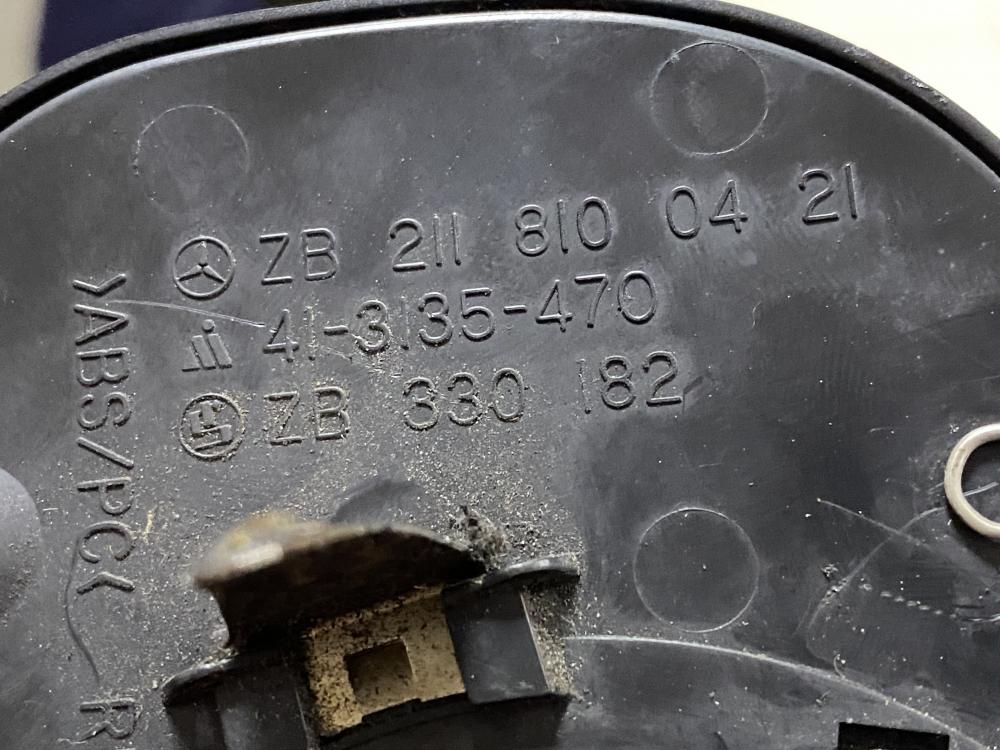 ZB 211 810 04 21
41-3135-470
ZB 330 182
>ABS/PC< R